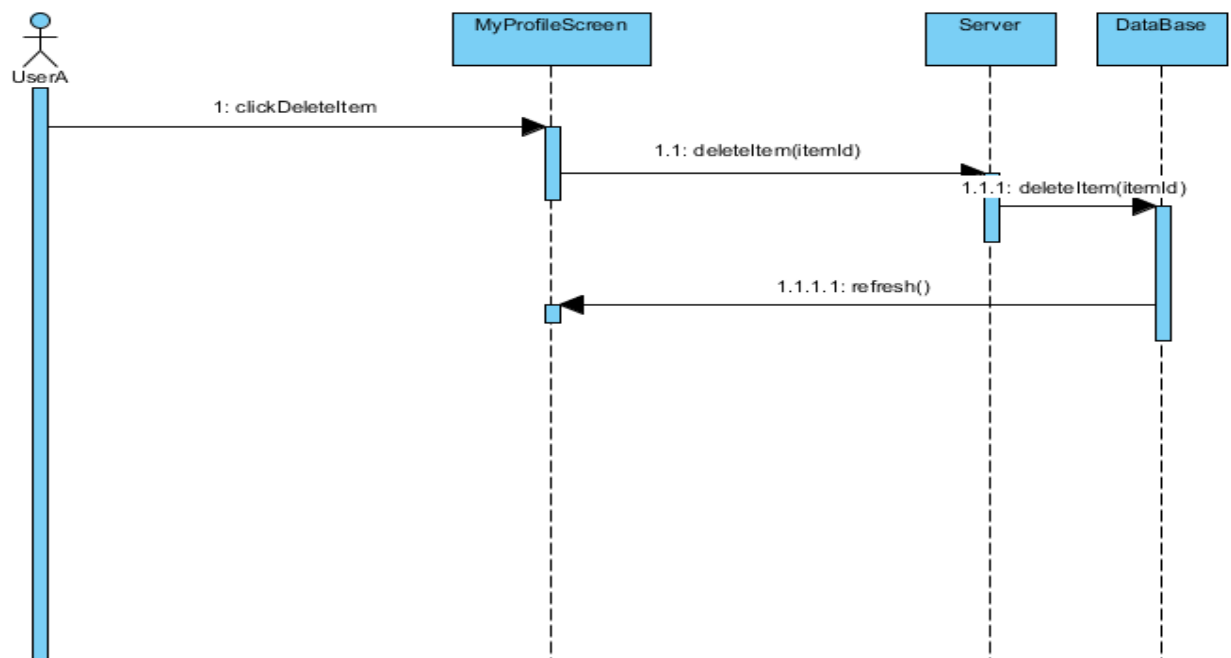 MyProfileScreen
Server
DataBase
UserA
1: clickDeleteItem
1.1: deleteItem(itemId)
1.1.1: deleteItem(itemId)
1.1.1.1: refresh()